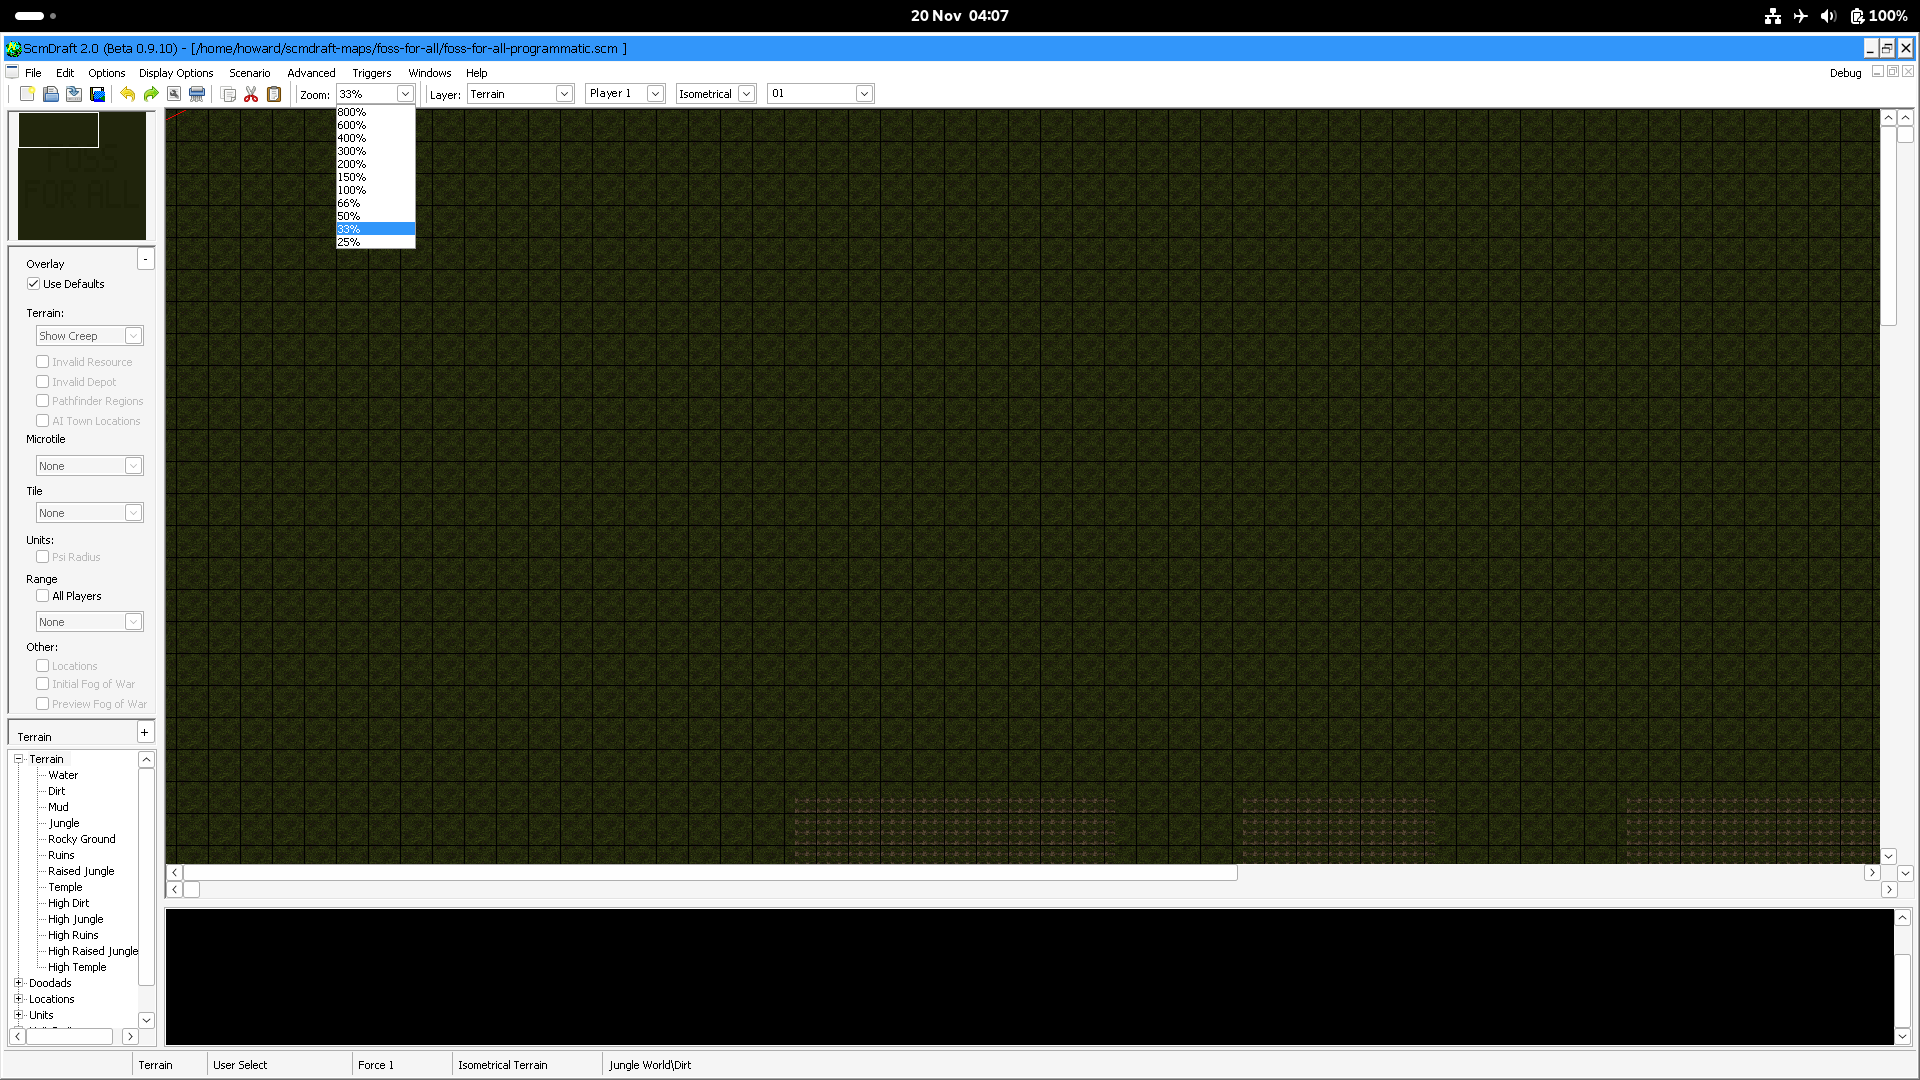 20 Nov 04:07
100%
ScmDraft 2.0 (Beta 0.9.10) - [/home/howard/scmdraft-maps/foss-for-all/foss-for-all-programmatic.scm ]
File Edit Options Display Options Scenario Advanced Triggers Windows Help Debug
Zoom: 33% Layer: Terrain Player 1 Isometrical 01
800%
600%
400%
300%
200%
150%
100%
66%
50%
33%
25%
FOSS
FOR ALL
Overlay -
Use Defaults
Terrain:
Show Creep
Invalid Resource
Invalid Depot
Pathfinder Regions
AI Town Locations
Microtile
None
Tile
None
Units:
Psi Radius
Range
All Players
None
Other:
Locations
Initial Fog of War
Preview Fog of War
Terrain +
Terrain
Water
Dirt
Mud
Jungle
Rocky Ground
Ruins
Raised Jungle
Temple
High Dirt
High Jungle
High Ruins
High Raised Jungle
High Temple
Doodads
Locations
Units
Terrain User Select Force 1 Isometrical Terrain Jungle World\Dirt